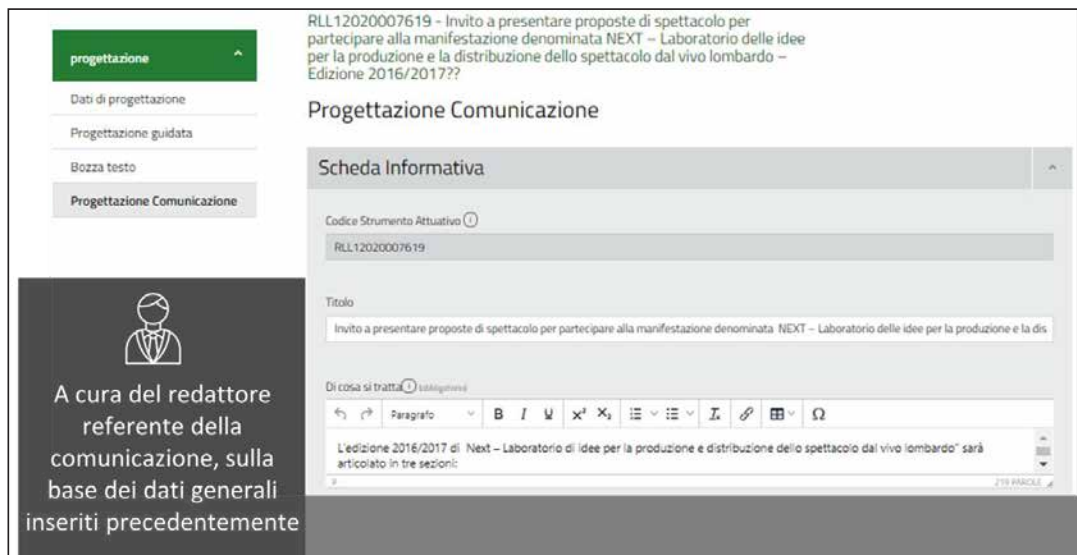 RLL12020007619 - Invito a presentare proposte di spettacolo per
partecipare alla manifestazione denominata NEXT – Laboratorio delle idee
per la produzione e la distribuzione dello spettacolo dal vivo lombardo –
Edizione 2016/2017??
progettazione
Dati di progettazione
Progettazione guidata
Bozza testo
Progettazione Comunicazione
Progettazione Comunicazione
Scheda Informativa
Codice Strumento Attuativo
RLL12020007619
Titolo
Invito a presentare proposte di spettacolo per partecipare alla manifestazione denominata NEXT – Laboratorio delle idee per la produzione e la dis
Di cosa si tratta (obbligatorio)
Paragrafo B I U X² X₂ Ω
L'edizione 2016/2017 di Next – Laboratorio di idee per la produzione e distribuzione dello spettacolo dal vivo lombardo" sarà
articolato in tre sezioni:
P 219 PAROLE
A cura del redattore
referente della
comunicazione, sulla
base dei dati generali
inseriti precedentemente